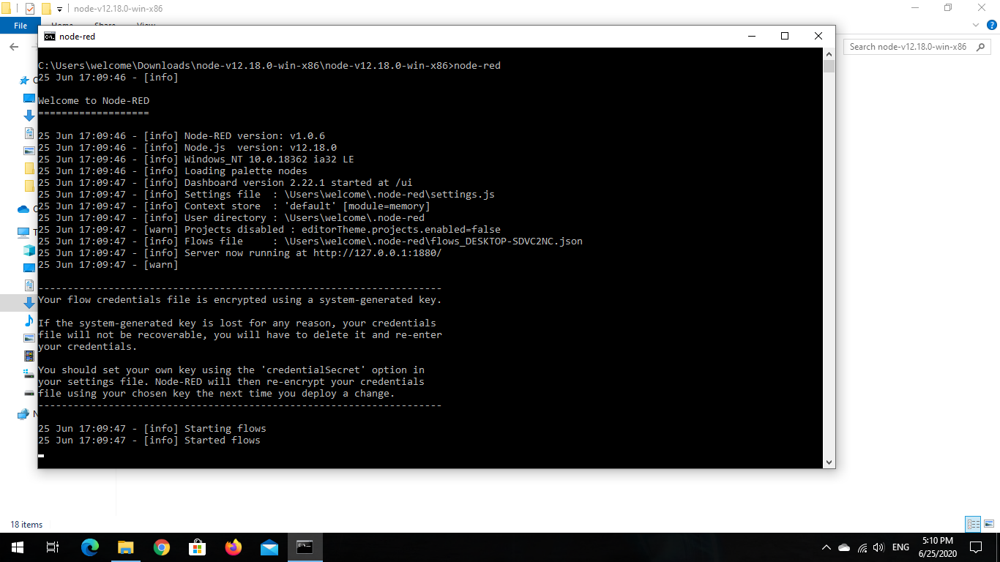 node-v12.18.0-win-x86
File Home Share View
node-red
Search node-v12.18.0-win-x86
C:\Users\welcome\Downloads\node-v12.18.0-win-x86\node-v12.18.0-win-x86>node-red
25 Jun 17:09:46 - [info]
Welcome to Node-RED
===================
25 Jun 17:09:46 - [info] Node-RED version: v1.0.6
25 Jun 17:09:46 - [info] Node.js  version: v12.18.0
25 Jun 17:09:46 - [info] Windows_NT 10.0.18362 ia32 LE
25 Jun 17:09:46 - [info] Loading palette nodes
25 Jun 17:09:47 - [info] Dashboard version 2.22.1 started at /ui
25 Jun 17:09:47 - [info] Settings file  : \Users\welcome\.node-red\settings.js
25 Jun 17:09:47 - [info] Context store  : 'default' [module=memory]
25 Jun 17:09:47 - [info] User directory : \Users\welcome\.node-red
25 Jun 17:09:47 - [warn] Projects disabled : editorTheme.projects.enabled=false
25 Jun 17:09:47 - [info] Flows file     : \Users\welcome\.node-red\flows_DESKTOP-SDVC2NC.json
25 Jun 17:09:47 - [info] Server now running at http://127.0.0.1:1880/
25 Jun 17:09:47 - [warn]
---------------------------------------------------------------------
Your flow credentials file is encrypted using a system-generated key.
If the system-generated key is lost for any reason, your credentials
file will not be recoverable, you will have to delete it and re-enter
your credentials.
You should set your own key using the 'credentialSecret' option in
your settings file. Node-RED will then re-encrypt your credentials
file using your chosen key the next time you deploy a change.
---------------------------------------------------------------------
25 Jun 17:09:47 - [info] Starting flows
25 Jun 17:09:47 - [info] Started flows
18 items
ENG
5:10 PM
6/25/2020